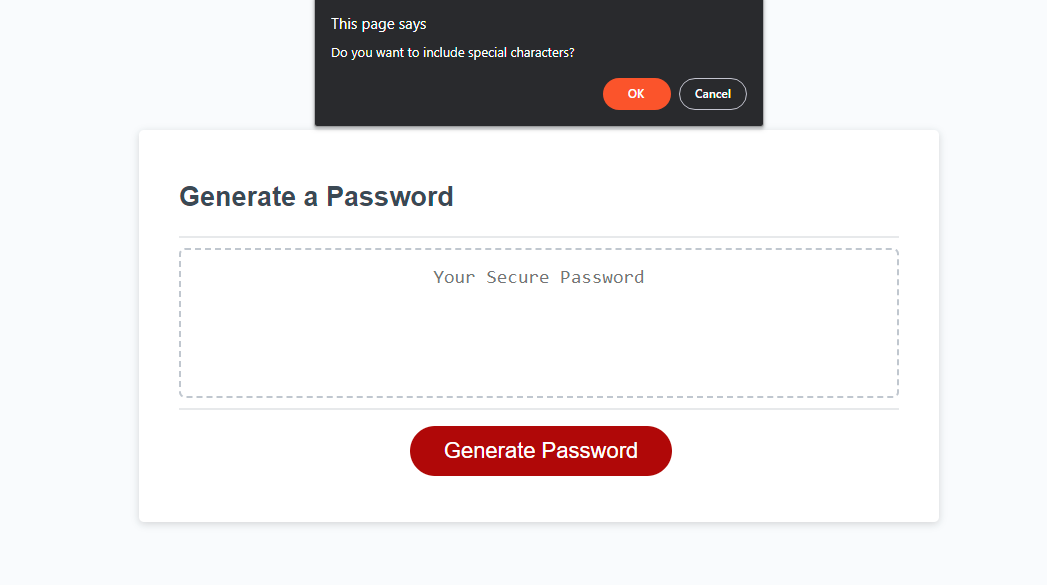 This page says
Do you want to include special characters?
OK
Cancel
Generate a Password
Your Secure Password
Generate Password